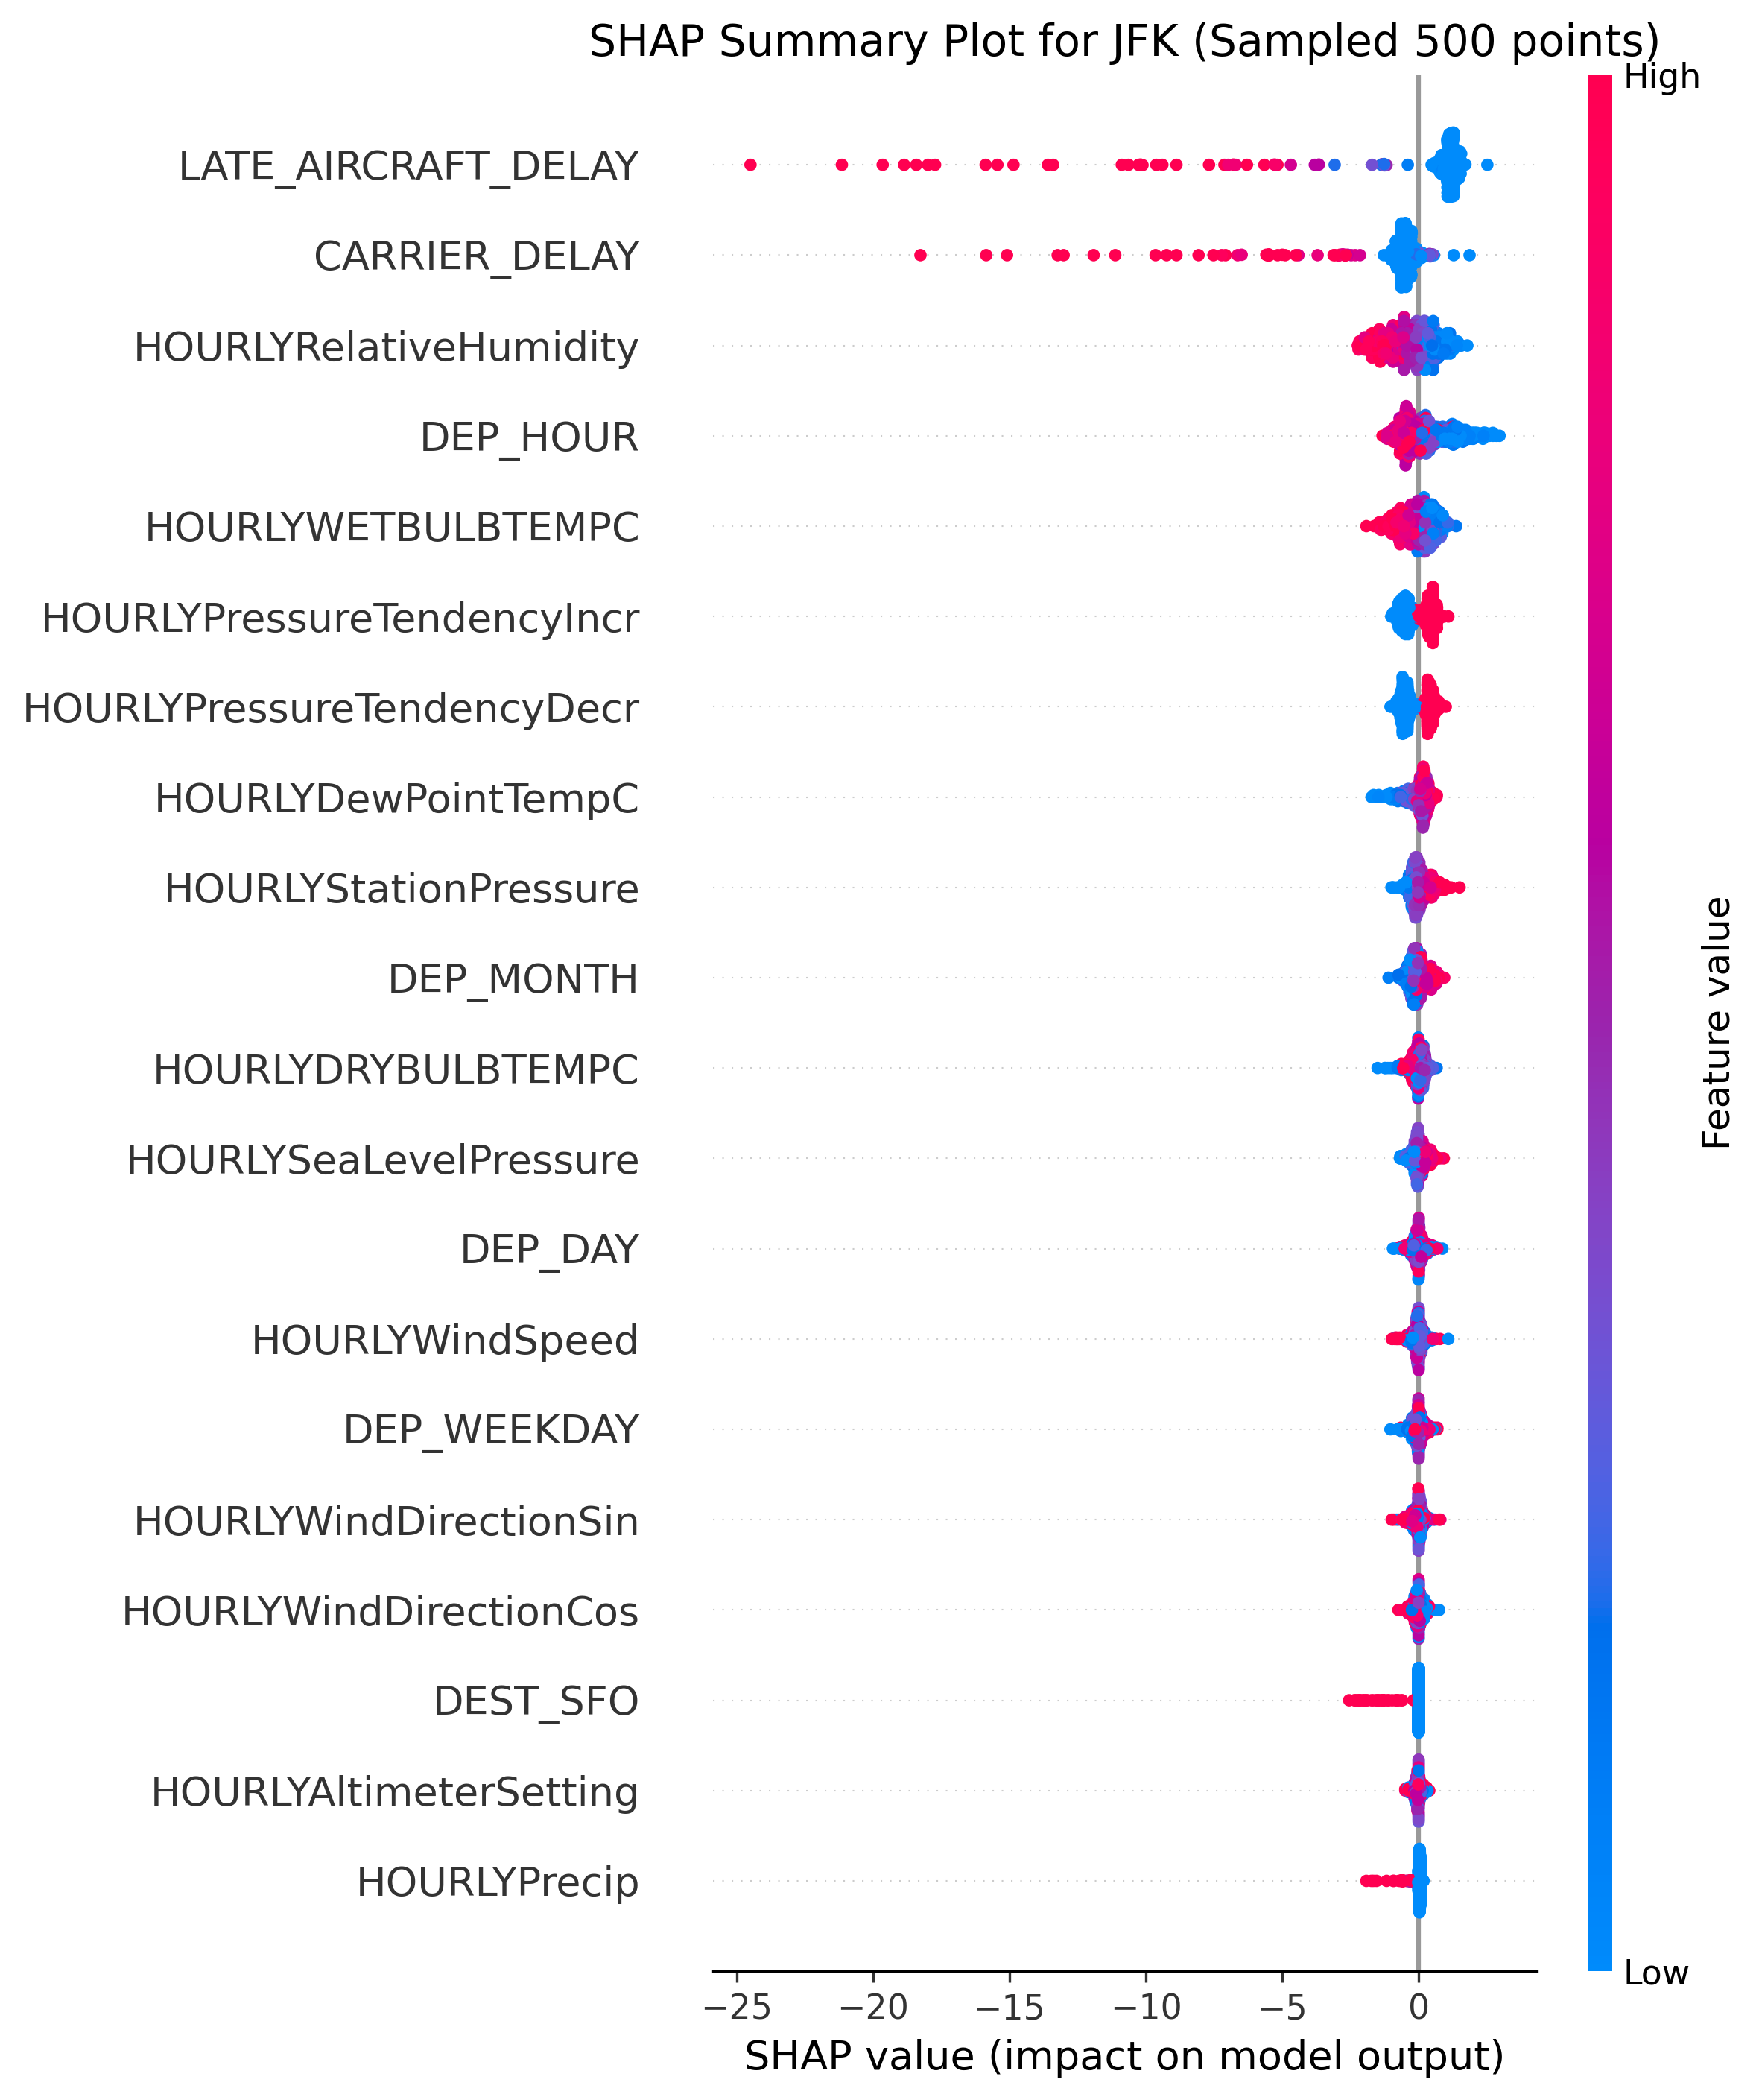 SHAP Summary Plot for JFK (Sampled 500 points)
High
LATE_AIRCRAFT_DELAY
CARRIER_DELAY
HOURLYRelativeHumidity
DEP_HOUR
HOURLYWETBULBTEMPC
HOURLYPressureTendencyIncr
HOURLYPressureTendencyDecr
HOURLYDewPointTempC
HOURLYStationPressure
DEP_MONTH
HOURLYDRYBULBTEMPC
HOURLYSeaLevelPressure
DEP_DAY
HOURLYWindSpeed
DEP_WEEKDAY
HOURLYWindDirectionSin
HOURLYWindDirectionCos
DEST_SFO
HOURLYAltimeterSetting
HOURLYPrecip
Feature value
Low
−25 −20 −15 −10 −5 0
SHAP value (impact on model output)